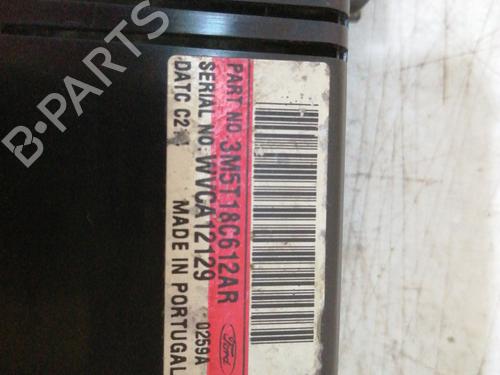 PART NO. 3M5T18C612AR
SERIAL NO. WVCA12129
DATC C2
0259A
MADE IN PORTUGAL
Ford
B-PARTS